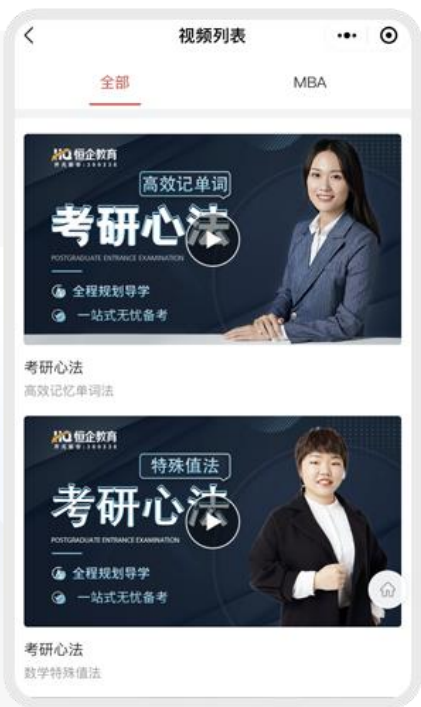 视频列表
全部
MBA
HQ 恒企教育
高效记单词
考研心法
POSTGRADUATE ENTRANCE EXAMINATION
全程规划导学
一站式无忧备考
考研心法
高效记忆单词法
HQ 恒企教育
特殊值法
考研心法
POSTGRADUATE ENTRANCE EXAMINATION
全程规划导学
一站式无忧备考
考研心法
数学特殊值法